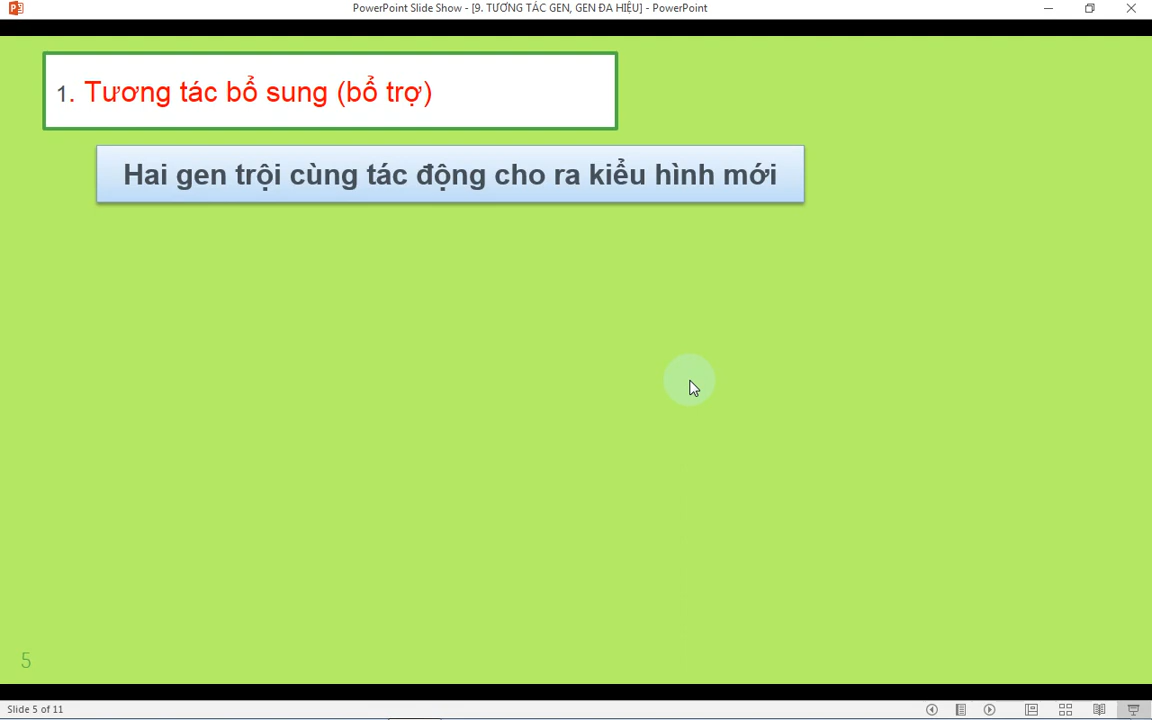 PowerPoint Slide Show - [9. TƯƠNG TÁC GEN, GEN ĐA HIỆU] - PowerPoint
1. Tương tác bổ sung (bổ trợ)
Hai gen trội cùng tác động cho ra kiểu hình mới
5
Slide 5 of 11